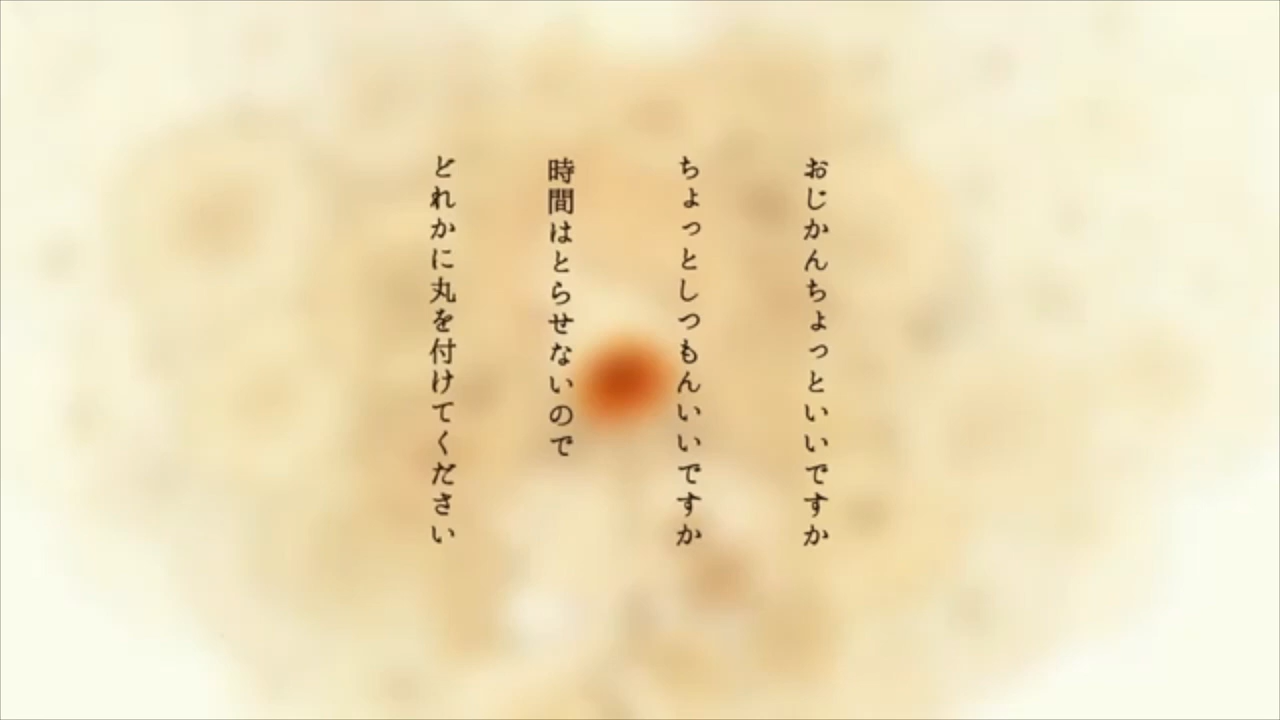 おじかんちょっといいですか
ちょっとしつもんいいですか
時間はとらせないので
どれかに丸を付けてください